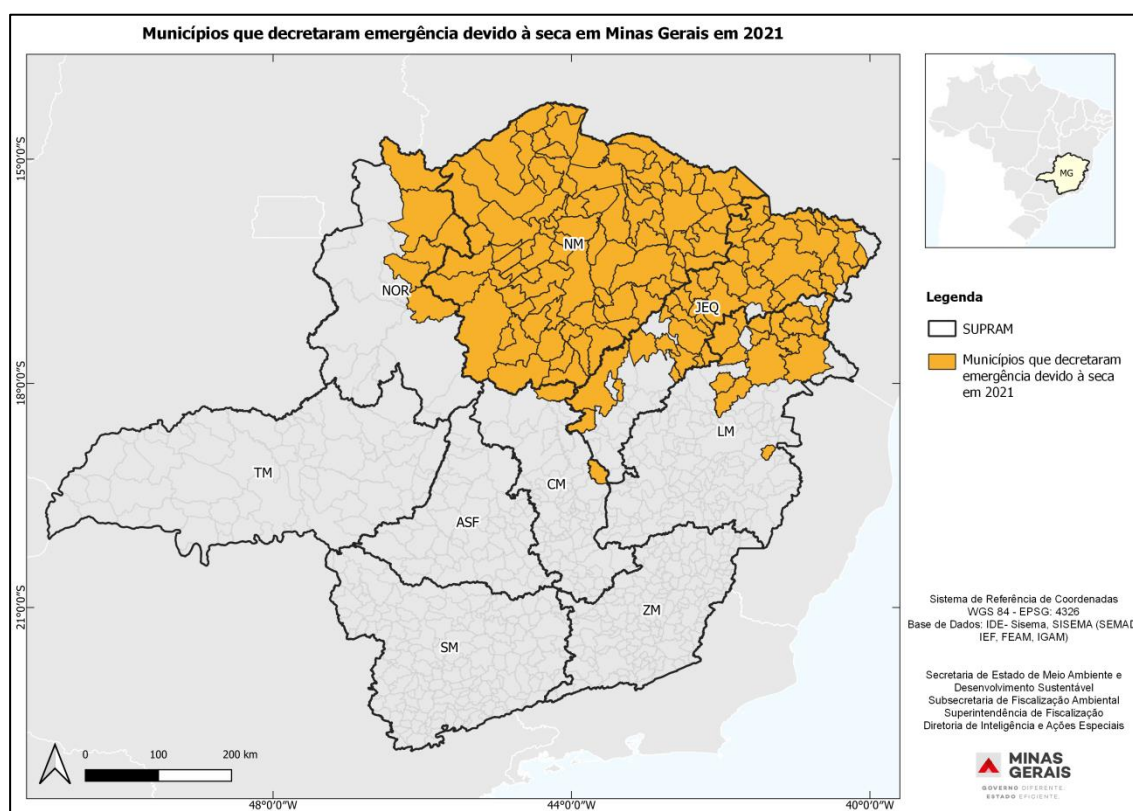 Municípios que decretaram emergência devido à seca em Minas Gerais em 2021
15°0'0"S
18°0'0"S
21°0'0"S
NM
NOR
JEQ
LM
TM
CM
ASF
ZM
SM
0 100 200 km
48°0'0"W 44°0'0"W 40°0'0"W
MG
Legenda
SUPRAM
Municípios que decretaram
emergência devido à seca
em 2021
Sistema de Referência de Coordenadas
WGS 84 - EPSG: 4326
Base de Dados: IDE- Sisema, SISEMA (SEMAD
IEF, FEAM, IGAM)
Secretaria de Estado de Meio Ambiente e
Desenvolvimento Sustentável
Subsecretaria de Fiscalização Ambiental
Superintendência de Fiscalização
Diretoria de Inteligência e Ações Especiais
MINAS
GERAIS
GOVERNO DIFERENTE.
ESTADO EFICIENTE.